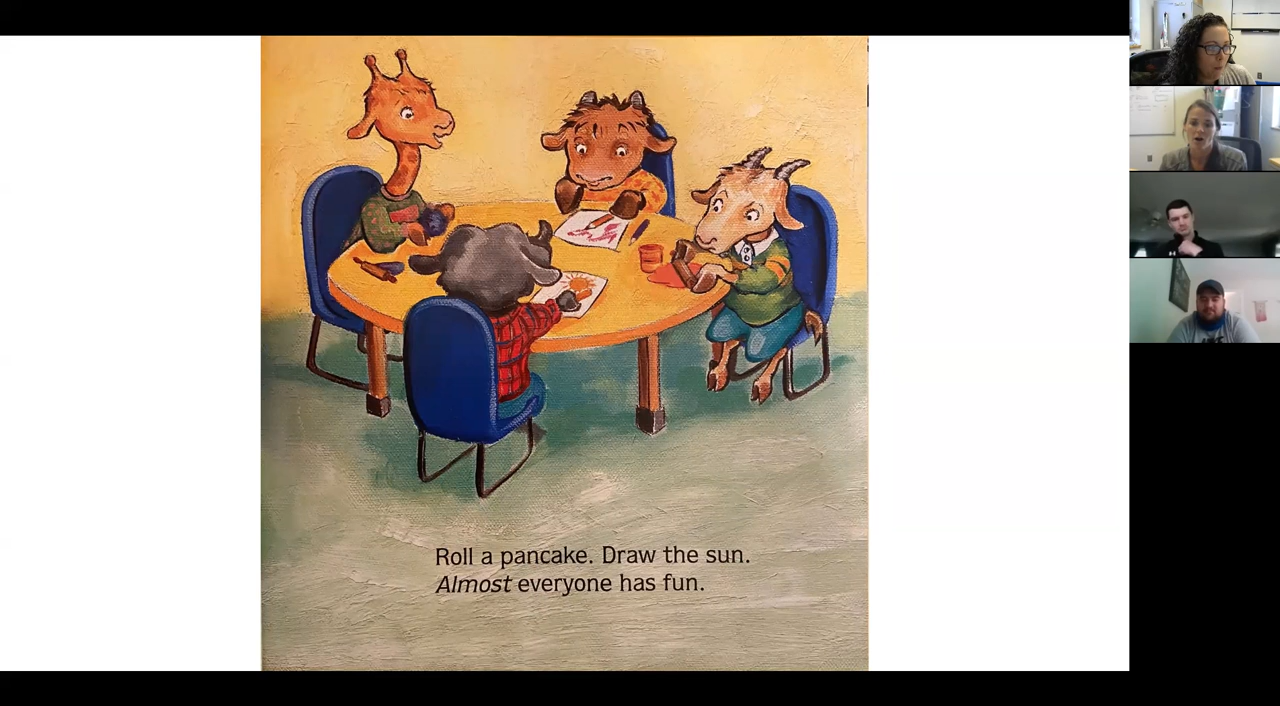 Roll a pancake. Draw the sun.
Almost everyone has fun.